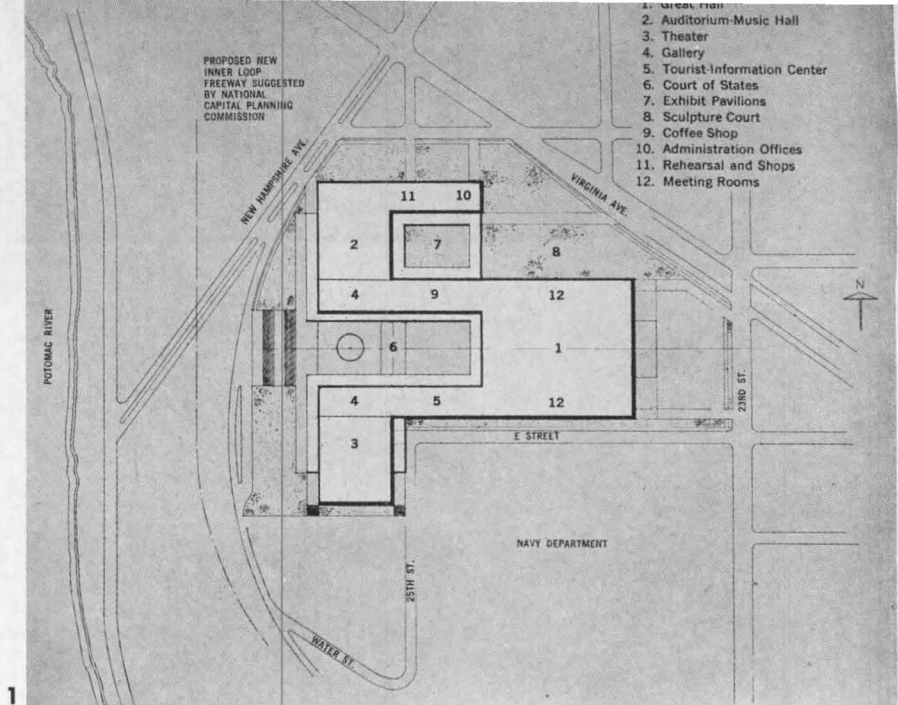 1. Great Hall
2. Auditorium-Music Hall
3. Theater
4. Gallery
5. Tourist-Information Center
6. Court of States
7. Exhibit Pavilions
8. Sculpture Court
9. Coffee Shop
10. Administration Offices
11. Rehearsal and Shops
12. Meeting Rooms
PROPOSED NEW
INNER LOOP
FREEWAY SUGGESTED
BY NATIONAL
CAPITAL PLANNING
COMMISSION
NEW HAMPSHIRE AVE.
VIRGINIA AVE.
11 10
2
7
8
4 9 12
N
POTOMAC RIVER
6
1
4 5 12
23RD ST.
3
E STREET
NAVY DEPARTMENT
25TH ST.
WATER ST.
1